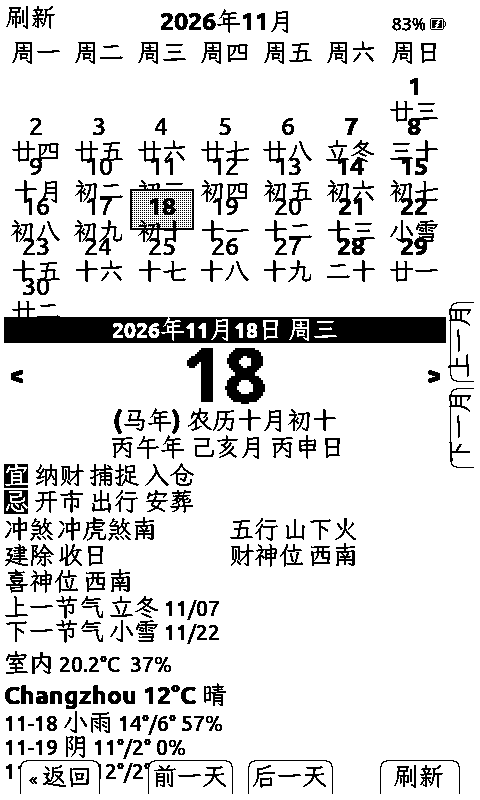 刷新 2026年11月 83%
周一 周二 周三 周四 周五 周六 周日
1
廿三
2 3 4 5 6 7 8
廿四 廿五 廿六 廿七 廿八 立冬 三十
9 10 11 12 13 14 15
十月 初二 初三 初四 初五 初六 初七
16 17 18 19 20 21 22
初八 初九 初十 十一 十二 十三 小雪
23 24 25 26 27 28 29
十五 十六 十七 十八 十九 二十 廿一
30
廿二
2026年11月18日 周三
< 18 >
上一月
下一月
(马年) 农历十月初十
丙午年 己亥月 丙申日
宜 纳财 捕捉 入仓
忌 开市 出行 安葬
冲煞 冲虎煞南 五行 山下火
建除 收日 财神位 西南
喜神位 西南
上一节气 立冬 11/07
下一节气 小雪 11/22
室内 20.2°C 37%
Changzhou 12°C 晴
11-18 小雨 14°/6° 57%
11-19 阴 11°/2° 0%
«返回 前一天 后一天 刷新